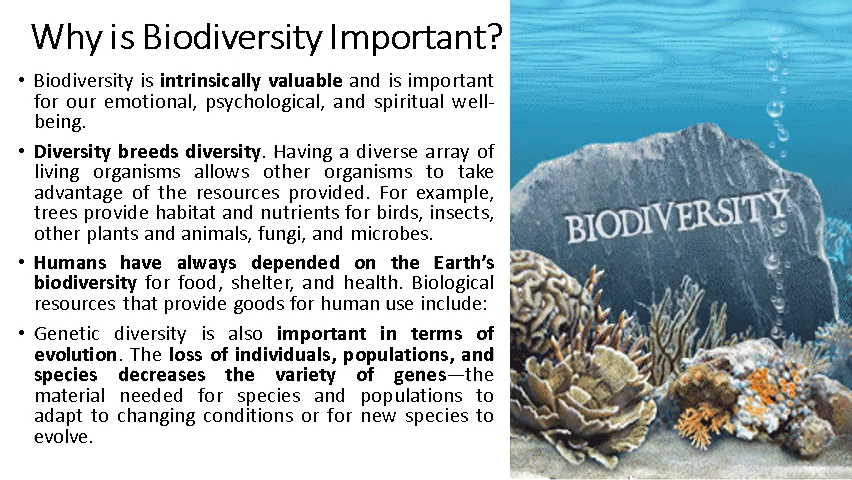 Why is Biodiversity Important?
• Biodiversity is intrinsically valuable and is important
for our emotional, psychological, and spiritual well-
being.
• Diversity breeds diversity. Having a diverse array of
living organisms allows other organisms to take
advantage of the resources provided. For example,
trees provide habitat and nutrients for birds, insects,
other plants and animals, fungi, and microbes.
• Humans have always depended on the Earth’s
biodiversity for food, shelter, and health. Biological
resources that provide goods for human use include:
• Genetic diversity is also important in terms of
evolution. The loss of individuals, populations, and
species decreases the variety of genes—the
material needed for species and populations to
adapt to changing conditions or for new species to
evolve.
BIODIVERSITY